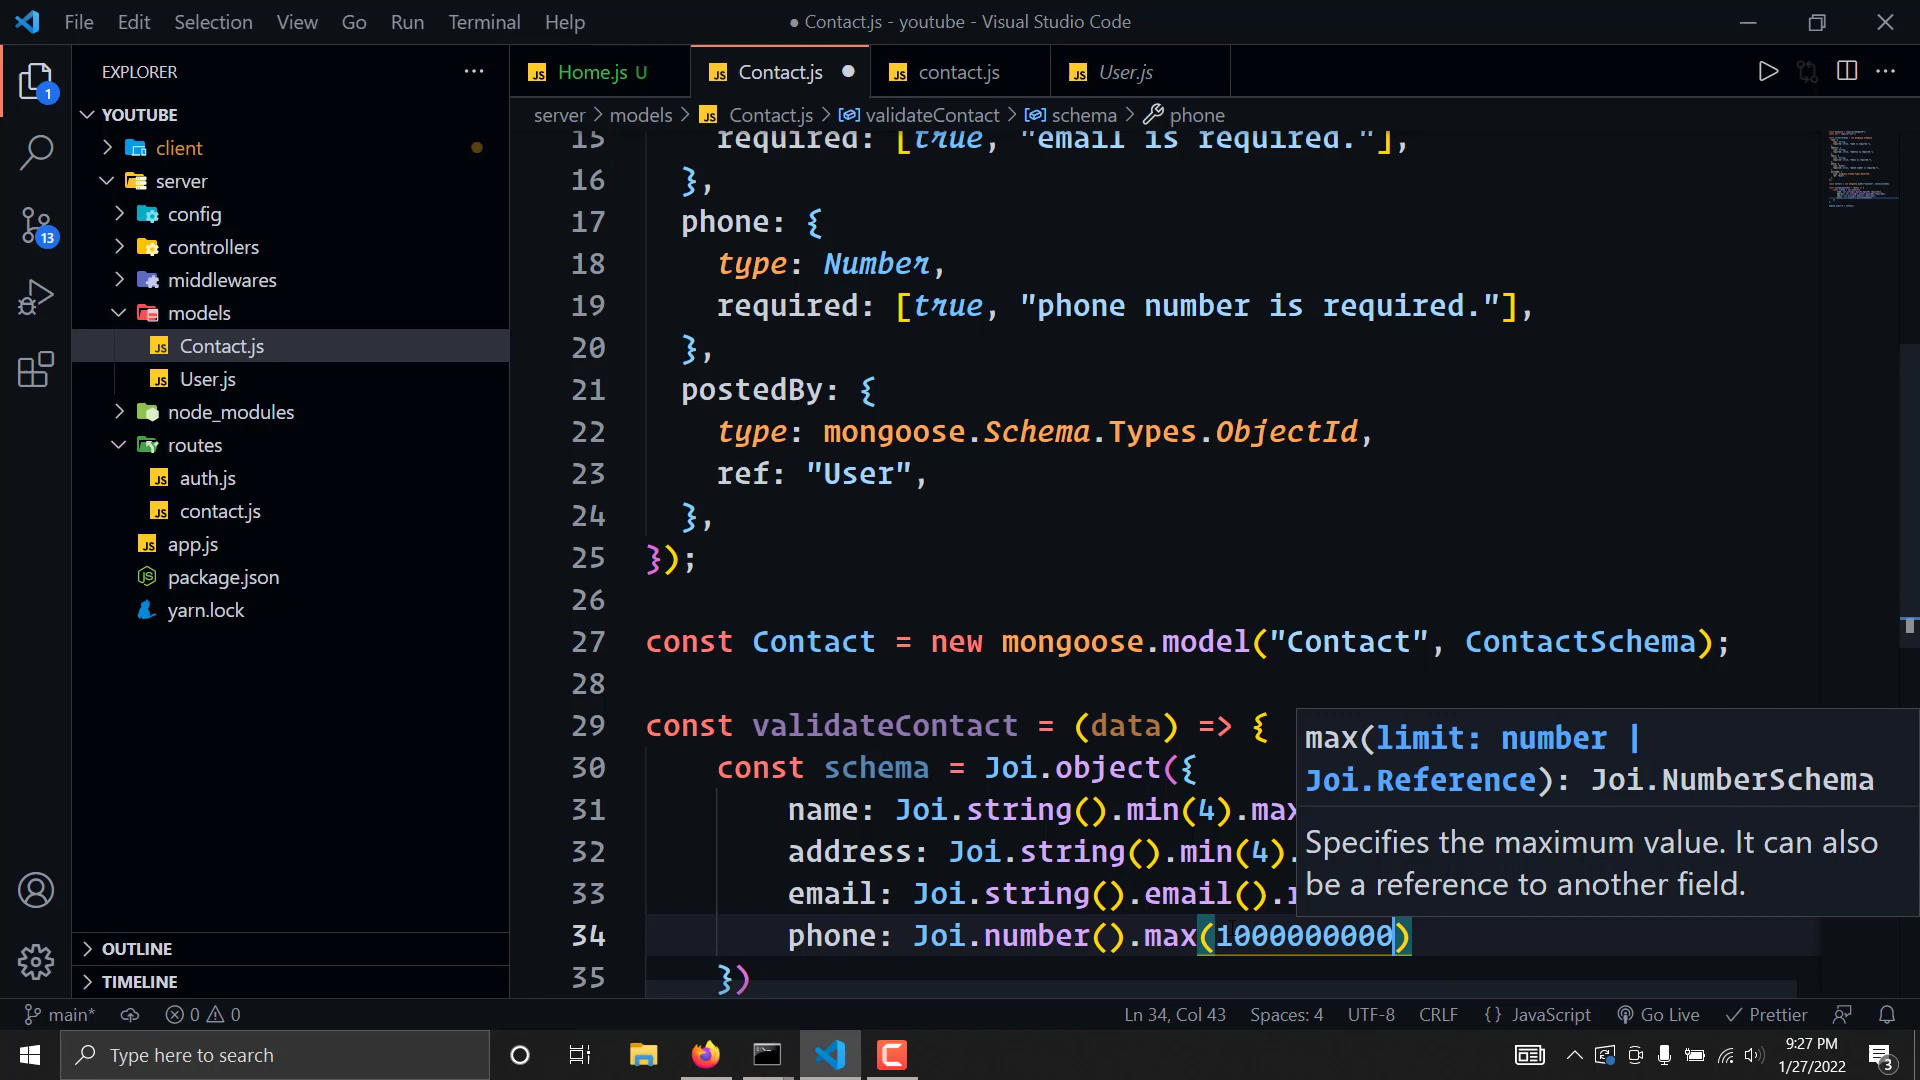 File Edit Selection View Go Run Terminal Help
● Contact.js - youtube - Visual Studio Code
EXPLORER
Home.js U
Contact.js
contact.js
User.js
server > models > Contact.js > validateContact > schema > phone
YOUTUBE
client
server
config
controllers
middlewares
models
Contact.js
User.js
node_modules
routes
auth.js
contact.js
app.js
package.json
yarn.lock
OUTLINE
TIMELINE
1
13
15 required: [true, "email is required."],
16 },
17 phone: {
18 type: Number,
19 required: [true, "phone number is required."],
20 },
21 postedBy: {
22 type: mongoose.Schema.Types.ObjectId,
23 ref: "User",
24 },
25 });
26
27 const Contact = new mongoose.model("Contact", ContactSchema);
28
29 const validateContact = (data) => {
30 const schema = Joi.object({
31 name: Joi.string().min(4).max
32 address: Joi.string().min(4).
33 email: Joi.string().email().
34 phone: Joi.number().max(1000000000)
35 })
max(limit: number |
Joi.Reference): Joi.NumberSchema
Specifies the maximum value. It can also
be a reference to another field.
main* 0 0
Ln 34, Col 43 Spaces: 4 UTF-8 CRLF {} JavaScript Go Live Prettier
Type here to search
9:27 PM
1/27/2022
3